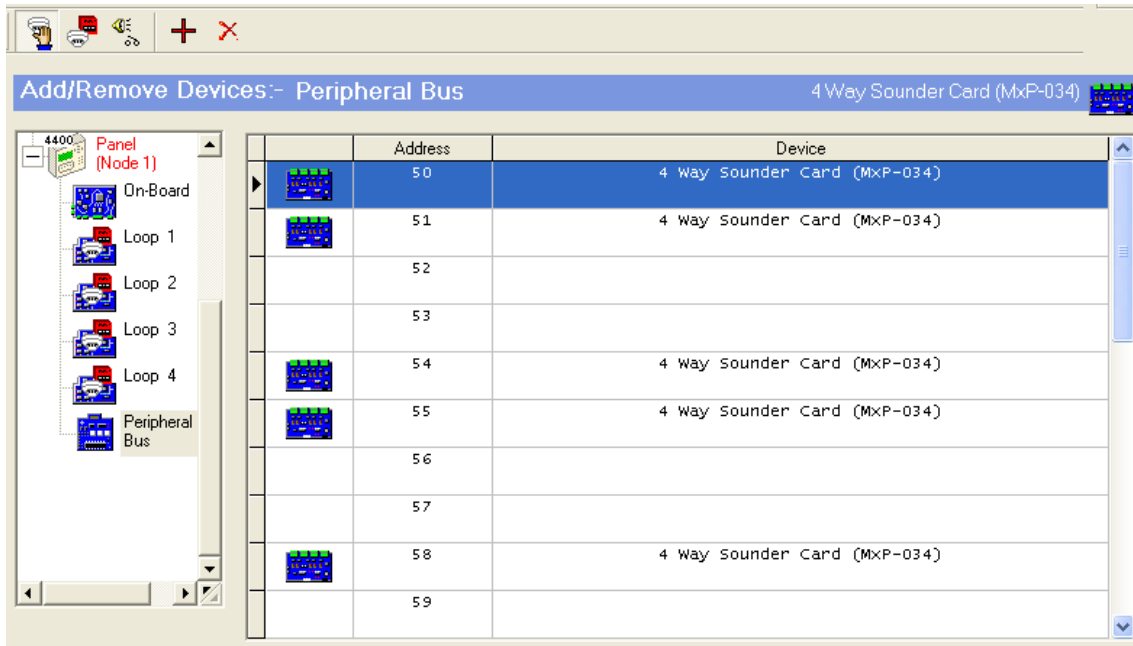 Add/Remove Devices:- Peripheral Bus 4 Way Sounder Card (MxP-034)
4400
Panel
(Node 1)
On-Board
Loop 1
Loop 2
Loop 3
Loop 4
Peripheral
Bus
Address Device
50 4 Way Sounder Card (MxP-034)
51 4 Way Sounder Card (MxP-034)
52
53
54 4 Way Sounder Card (MxP-034)
55 4 Way Sounder Card (MxP-034)
56
57
58 4 Way Sounder Card (MxP-034)
59